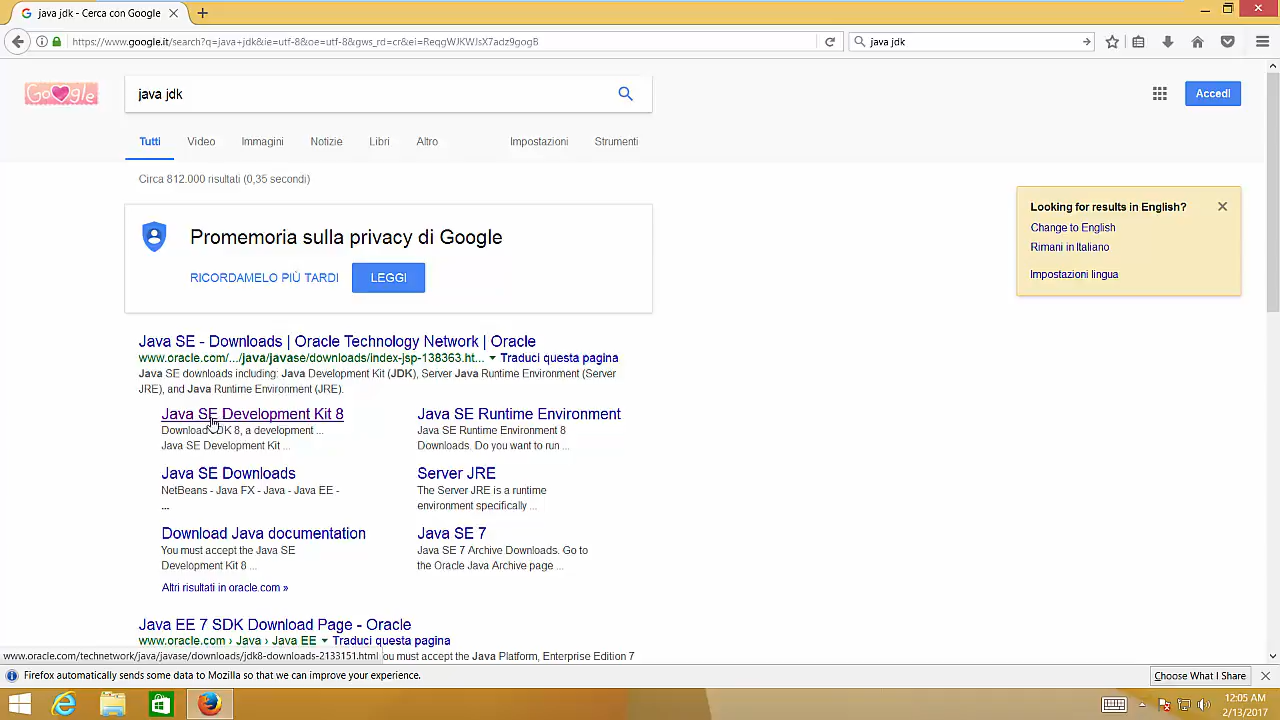 java jdk - Cerca con Google
https://www.google.it/search?q=java+jdk&ie=utf-8&oe=utf-8&gws_rd=cr&ei=ReqgWJKWJsX7adz9gogB
java jdk
Google
java jdk
Accedi
Tutti Video Immagini Notizie Libri Altro Impostazioni Strumenti
Circa 812.000 risultati (0,35 secondi)
Looking for results in English?
Change to English
Rimani in Italiano
Impostazioni lingua
Promemoria sulla privacy di Google
RICORDAMELO PIÙ TARDI LEGGI
Java SE - Downloads | Oracle Technology Network | Oracle
www.oracle.com/.../java/javase/downloads/index-jsp-138363.ht... Traduci questa pagina
Java SE downloads including: Java Development Kit (JDK), Server Java Runtime Environment (Server
JRE), and Java Runtime Environment (JRE).
Java SE Development Kit 8
Download JDK 8, a development ...
Java SE Development Kit ...
Java SE Runtime Environment
Java SE Runtime Environment 8
Downloads. Do you want to run ...
Java SE Downloads
NetBeans - Java FX - Java - Java EE -
...
Server JRE
The Server JRE is a runtime
environment specifically ...
Download Java documentation
You must accept the Java SE
Development Kit 8 ...
Java SE 7
Java SE 7 Archive Downloads. Go to
the Oracle Java Archive page ...
Altri risultati in oracle.com »
Java EE 7 SDK Download Page - Oracle
www.oracle.com › Java › Java EE Traduci questa pagina
www.oracle.com/technetwork/java/javase/downloads/jdk8-downloads-2133151.html
you must accept the Java Platform, Enterprise Edition 7
Firefox automatically sends some data to Mozilla so that we can improve your experience.
Choose What I Share
12:05 AM
2/13/2017